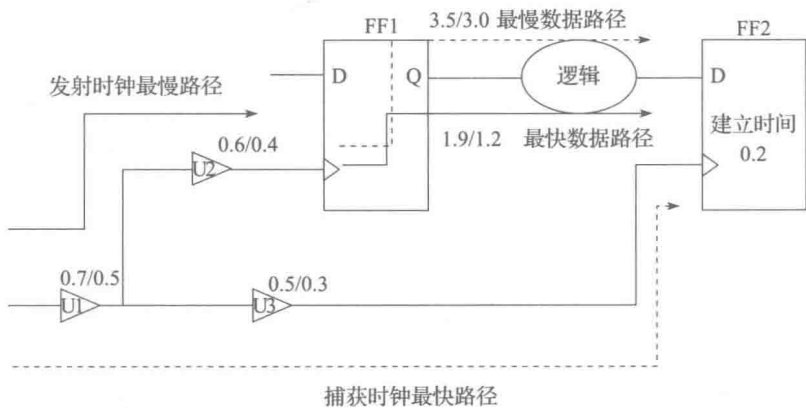 3.5/3.0 最慢数据路径
FF1
FF2
D
Q
逻辑
D
发射时钟最慢路径
建立时间
0.2
0.6/0.4
1.9/1.2 最快数据路径
U2
0.7/0.5
0.5/0.3
U1
U3
捕获时钟最快路径